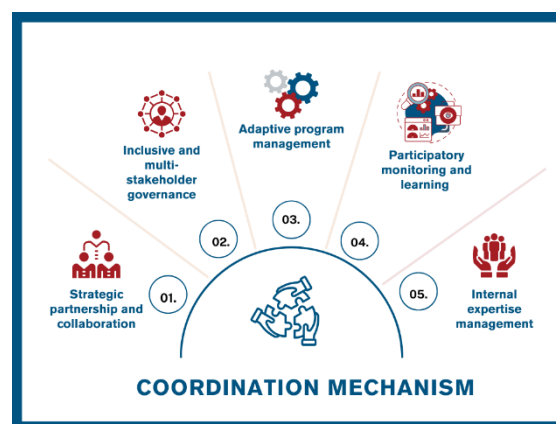 01.
Strategic
partnership and
collaboration
02.
Inclusive and
multi-
stakeholder
governance
03.
Adaptive program
management
04.
Participatory
monitoring and
learning
05.
Internal
expertise
management
COORDINATION MECHANISM